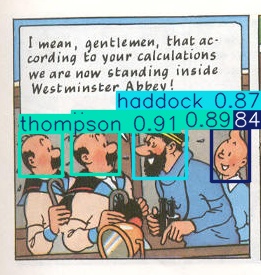 I mean, gentlemen, that ac-
cording to your calculations
we are now standing inside
Westminster Abbey!
haddock 0.87
thompson 0.91 0.89 84